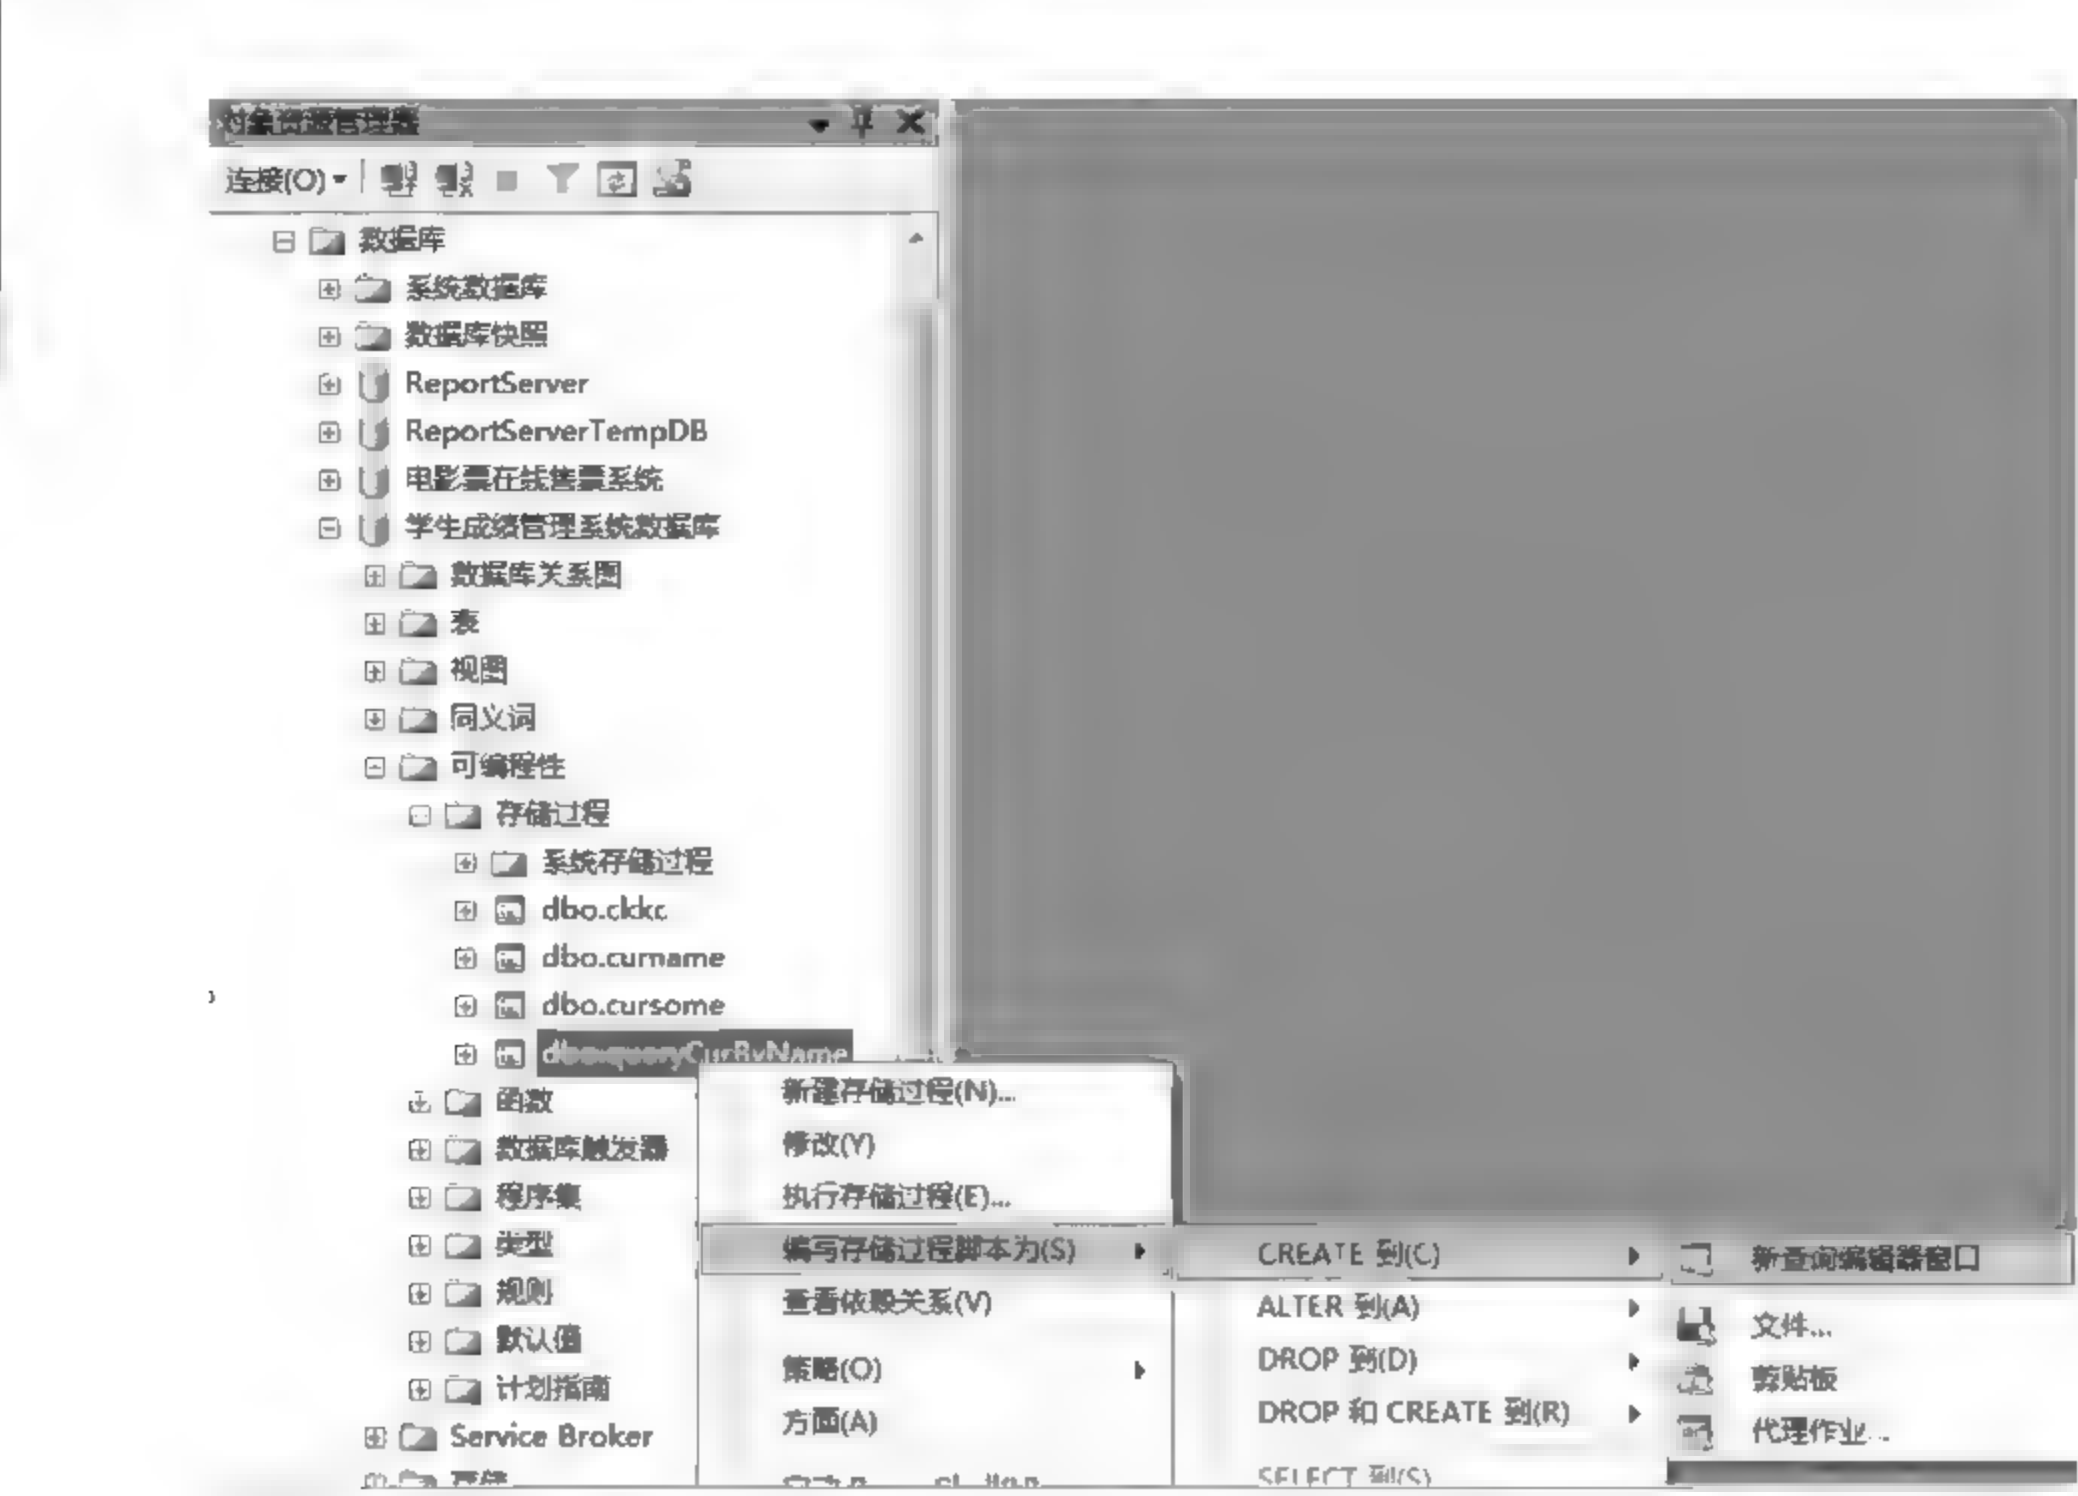 对象资源管理器
连接(O)
数据库
系统数据库
数据库快照
ReportServer
ReportServerTempDB
电影票在线售票系统
学生成绩管理系统数据库
数据库关系图
表
视图
同义词
可编程性
存储过程
系统存储过程
dbo.ckkc
dbo.curname
dbo.cursome
dbo.queryCurByName
函数
数据库触发器
程序集
类型
规则
默认值
计划指南
Service Broker
存储
新建存储过程(N)...
修改(Y)
执行存储过程(E)...
编写存储过程脚本为(S)
查看依赖关系(V)
策略(O)
方面(A)
CREATE 到(C)
ALTER 到(A)
DROP 到(D)
DROP 和 CREATE 到(R)
SELECT 到(S)
新查询编辑器窗口
文件...
剪贴板
代理作业...